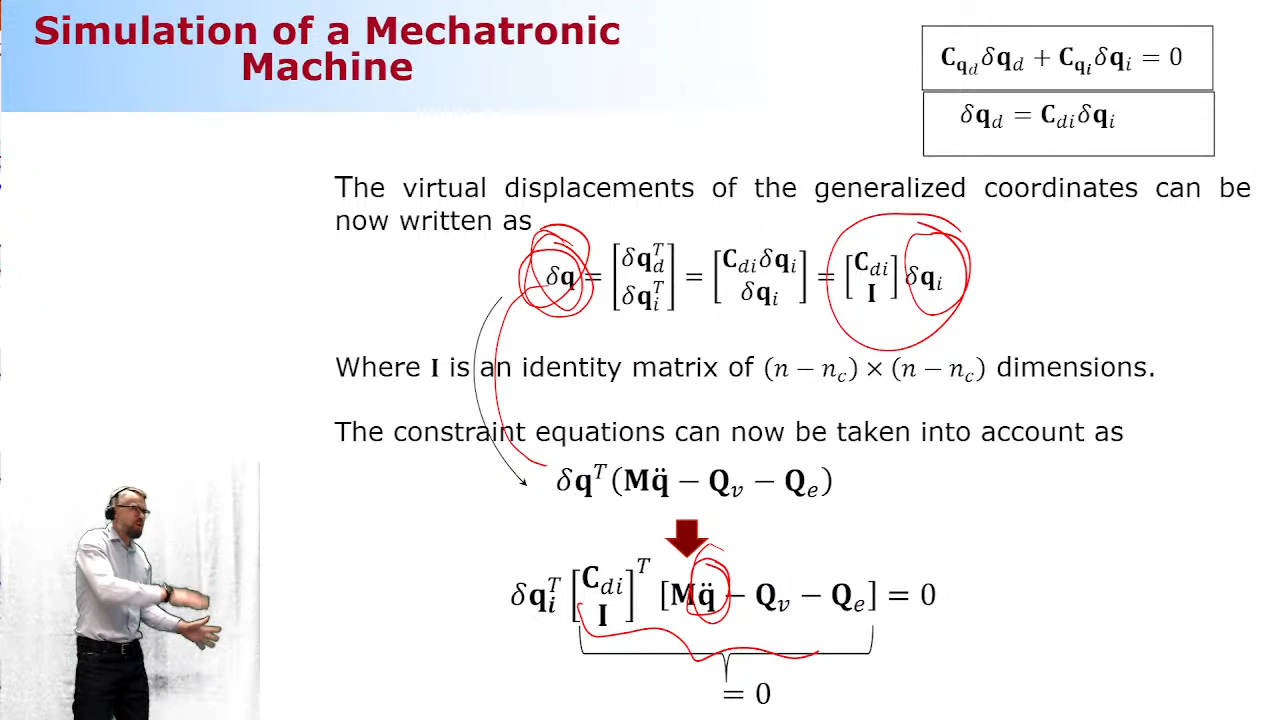 Simulation of a Mechatronic
Machine
𝐂_{𝐪_d}δ𝐪_d + 𝐂_{𝐪_i}δ𝐪_i = 0
δ𝐪_d = 𝐂_{di}δ𝐪_i
The virtual displacements of the generalized coordinates can be
now written as
δ𝐪 = [δ𝐪_d^T; δ𝐪_i^T] = [𝐂_{di}δ𝐪_i; δ𝐪_i] = [𝐂_{di}; 𝐈] δ𝐪_i
Where 𝐈 is an identity matrix of (n − n_c) × (n − n_c) dimensions.
The constraint equations can now be taken into account as
δ𝐪^T(𝐌𝐪̈ − 𝐐_v − 𝐐_e)
δ𝐪_𝒊^T [𝐂_{di}; 𝐈]^T [𝐌𝐪̈ − 𝐐_v − 𝐐_e] = 0
= 0